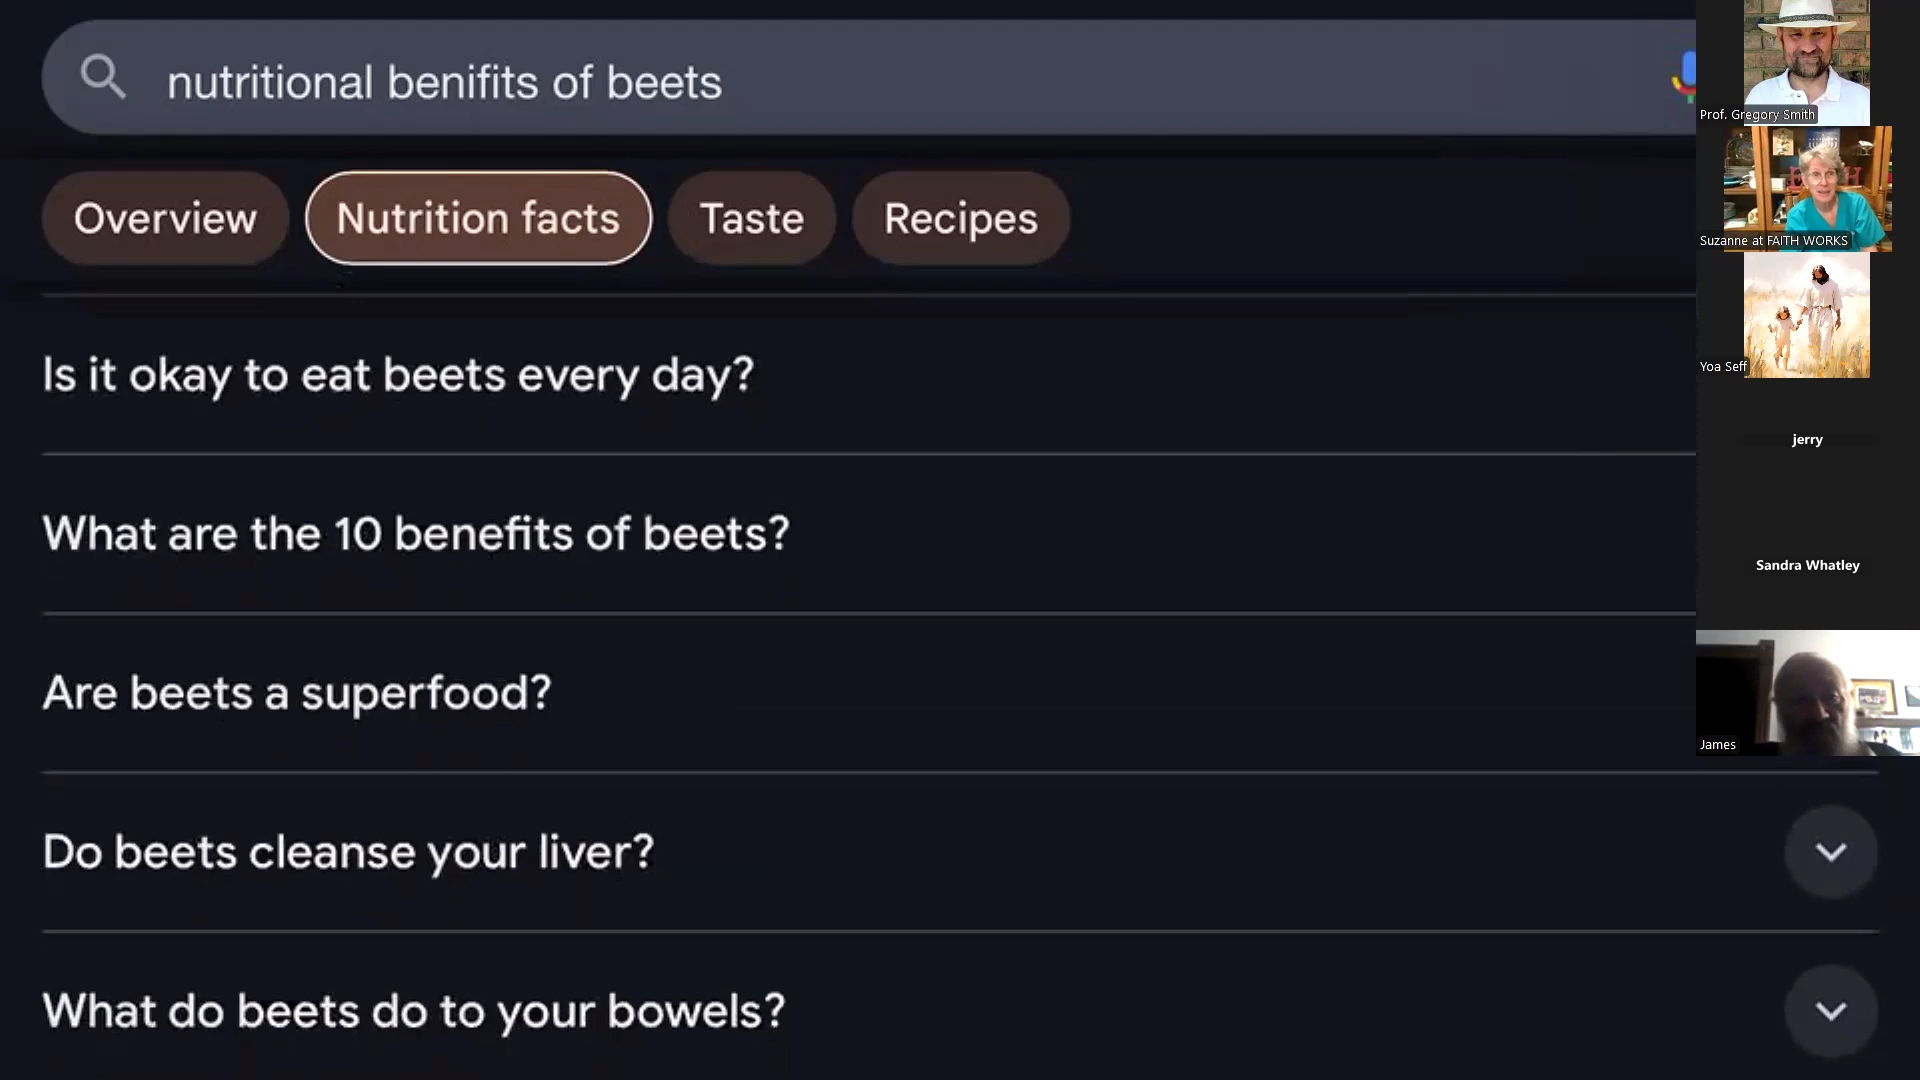 nutritional benifits of beets
Overview
Nutrition facts
Taste
Recipes
Is it okay to eat beets every day?
What are the 10 benefits of beets?
Are beets a superfood?
Do beets cleanse your liver?
What do beets do to your bowels?
Prof. Gregory Smith
Suzanne at FAITH WORKS
Yoa Seff
jerry
Sandra Whatley
James